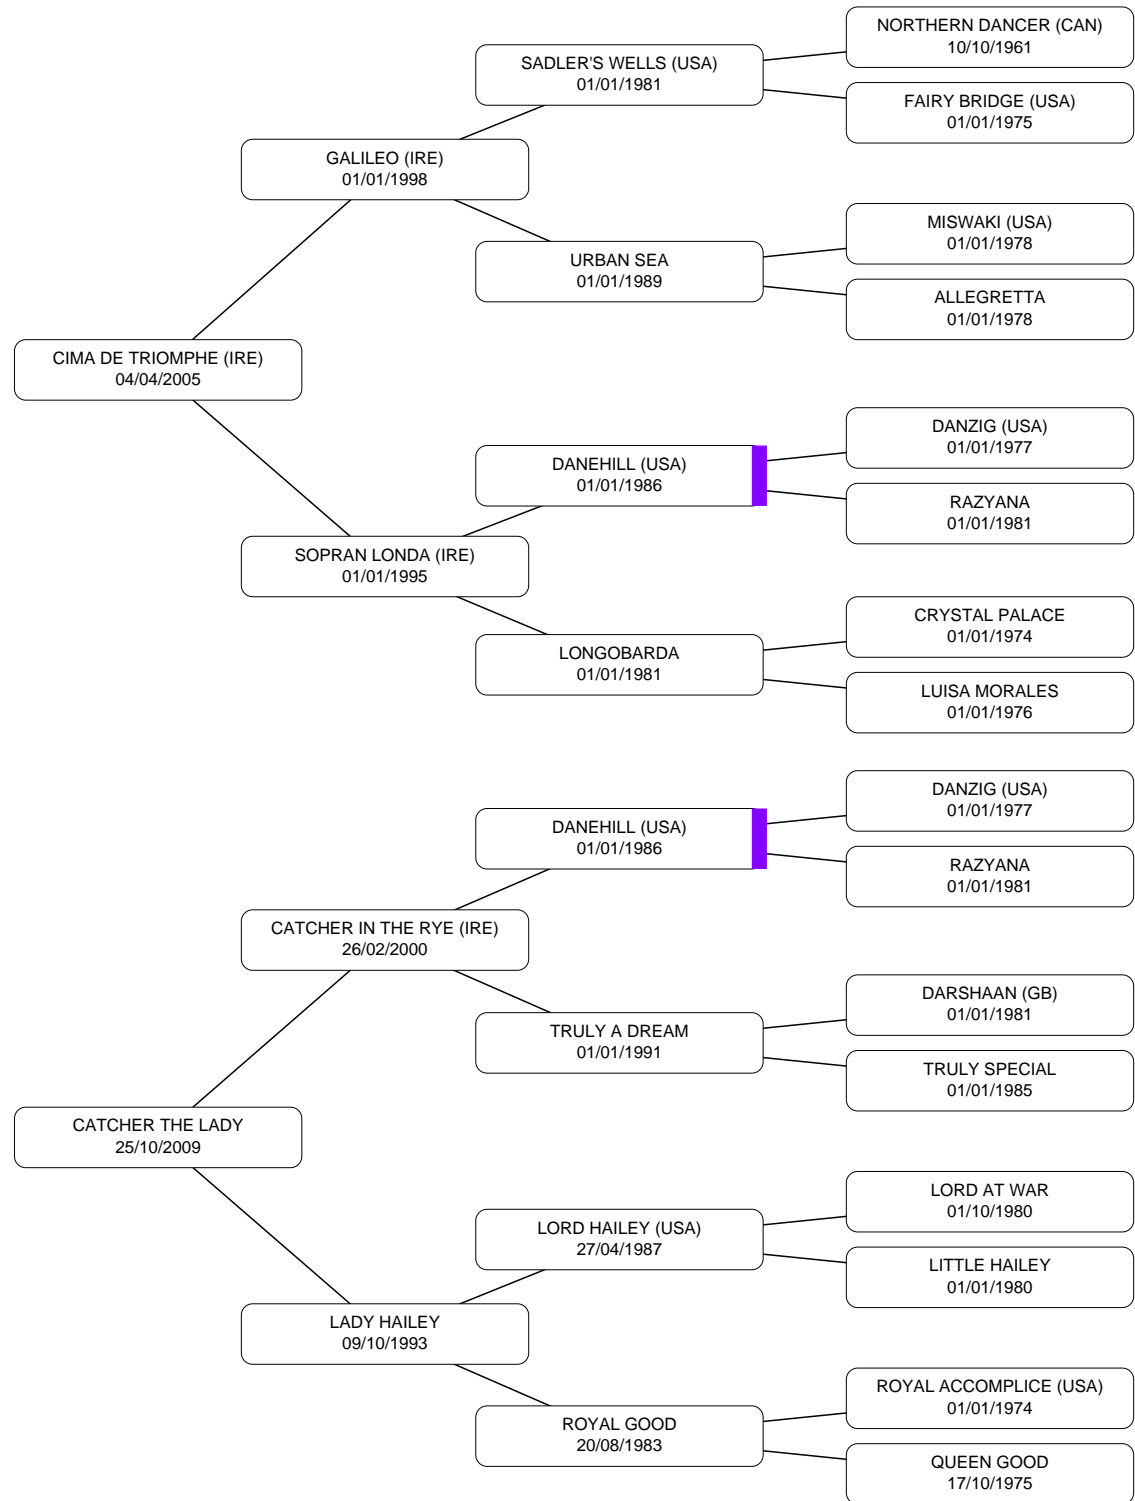 NORTHERN DANCER (CAN)
10/10/1961
SADLER'S WELLS (USA)
01/01/1981
FAIRY BRIDGE (USA)
01/01/1975
GALILEO (IRE)
01/01/1998
MISWAKI (USA)
01/01/1978
URBAN SEA
01/01/1989
ALLEGRETTA
01/01/1978
CIMA DE TRIOMPHE (IRE)
04/04/2005
DANZIG (USA)
01/01/1977
DANEHILL (USA)
01/01/1986
RAZYANA
01/01/1981
SOPRAN LONDA (IRE)
01/01/1995
CRYSTAL PALACE
01/01/1974
LONGOBARDA
01/01/1981
LUISA MORALES
01/01/1976
DANZIG (USA)
01/01/1977
DANEHILL (USA)
01/01/1986
RAZYANA
01/01/1981
CATCHER IN THE RYE (IRE)
26/02/2000
DARSHAAN (GB)
01/01/1981
TRULY A DREAM
01/01/1991
TRULY SPECIAL
01/01/1985
CATCHER THE LADY
25/10/2009
LORD AT WAR
01/10/1980
LORD HAILEY (USA)
27/04/1987
LITTLE HAILEY
01/01/1980
LADY HAILEY
09/10/1993
ROYAL ACCOMPLICE (USA)
01/01/1974
ROYAL GOOD
20/08/1983
QUEEN GOOD
17/10/1975